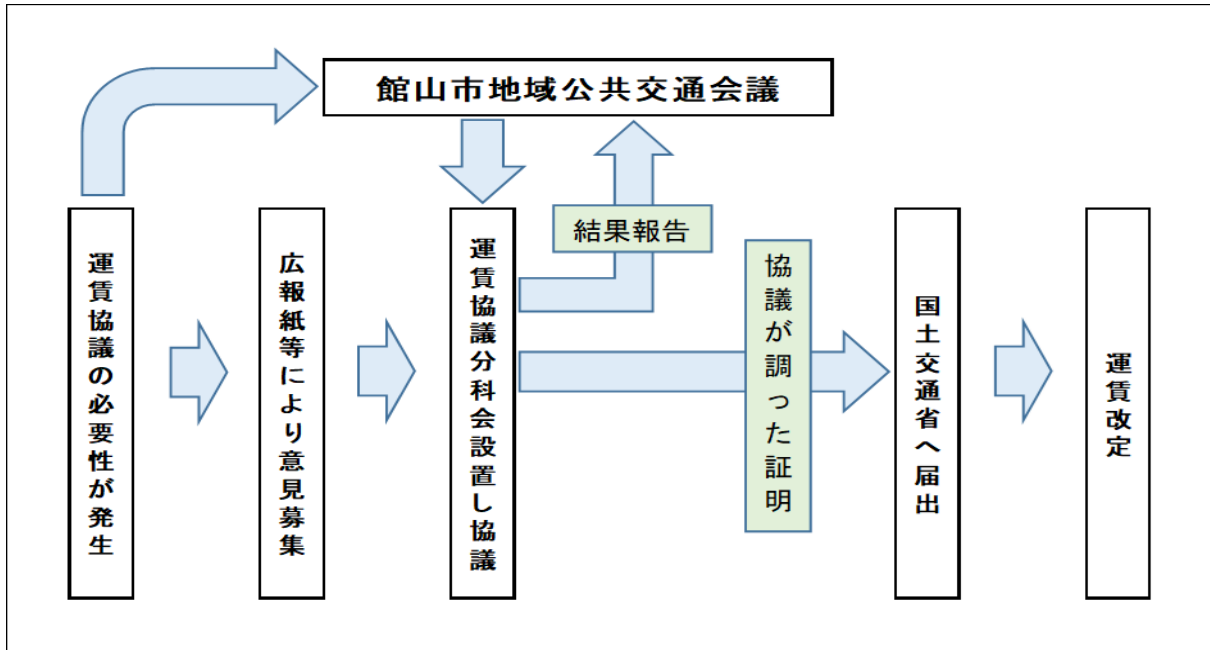 館山市地域公共交通会議
運賃協議の必要性が発生
広報紙等により意見募集
運賃協議分科会設置し協議
結果報告
協議が調った証明
国土交通省へ届出
運賃改定